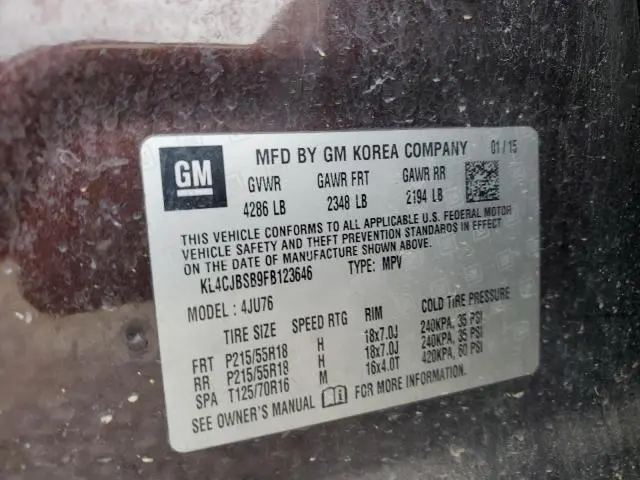 GM MFD BY GM KOREA COMPANY 01/15
GVWR GAWR FRT GAWR RR
4286 LB 2348 LB 2194 LB
THIS VEHICLE CONFORMS TO ALL APPLICABLE U.S. FEDERAL MOTOR
VEHICLE SAFETY AND THEFT PREVENTION STANDARDS IN EFFECT
ON THE DATE OF MANUFACTURE SHOWN ABOVE.
KL4CJBSB9FB123646 TYPE: MPV
MODEL: 4JU76
TIRE SIZE SPEED RTG RIM COLD TIRE PRESSURE
FRT P215/55R18 H 18x7.0J 240KPA, 35 PSI
RR P215/55R18 H 18x7.0J 240KPA, 35 PSI
SPA T125/70R16 M 16x4.0T 420KPA, 60 PSI
SEE OWNER'S MANUAL FOR MORE INFORMATION.